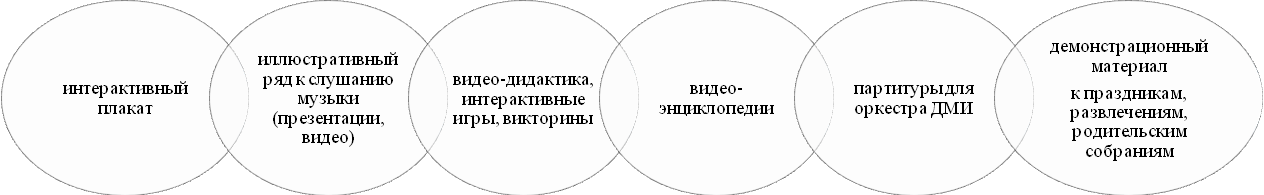 интерактивный
плакат
иллюстративный
ряд к слушанию
музыки
(презентации,
видео)
видео-дидактика,
интерактивные
игры, викторины
видео-
энциклопедии
партитуры для
оркестра ДМИ
демонстрационный
материал
к праздникам,
развлечениям,
родительским
собраниям